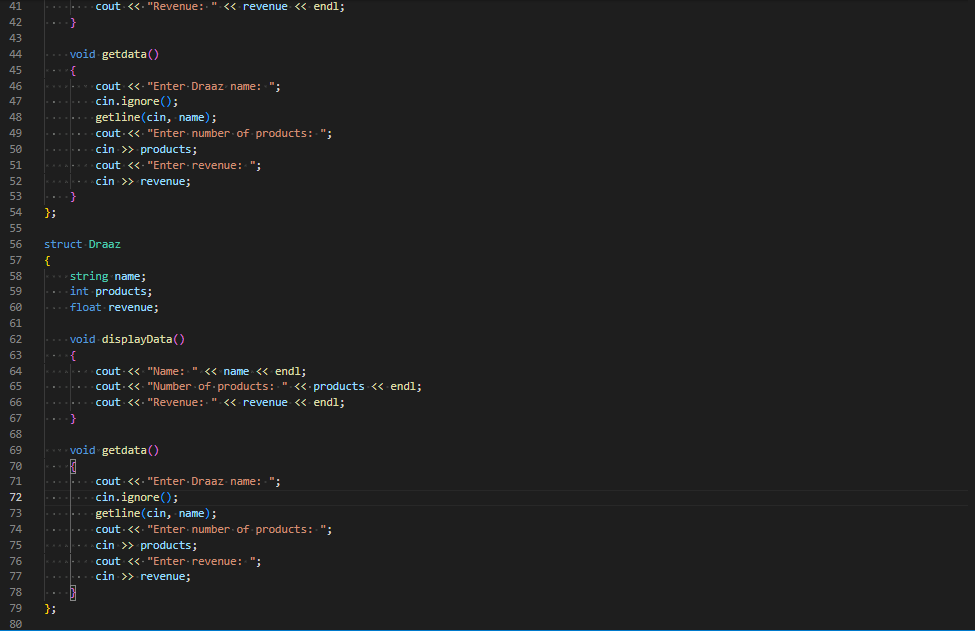 41 cout << "Revenue: " << revenue << endl;
42 }
43
44 void getdata()
45 {
46 cout << "Enter Draaz name: ";
47 cin.ignore();
48 getline(cin, name);
49 cout << "Enter number of products: ";
50 cin >> products;
51 cout << "Enter revenue: ";
52 cin >> revenue;
53 }
54 };
55
56 struct Draaz
57 {
58 string name;
59 int products;
60 float revenue;
61
62 void displayData()
63 {
64 cout << "Name: " << name << endl;
65 cout << "Number of products: " << products << endl;
66 cout << "Revenue: " << revenue << endl;
67 }
68
69 void getdata()
70 {
71 cout << "Enter Draaz name: ";
72 cin.ignore();
73 getline(cin, name);
74 cout << "Enter number of products: ";
75 cin >> products;
76 cout << "Enter revenue: ";
77 cin >> revenue;
78 }
79 };
80